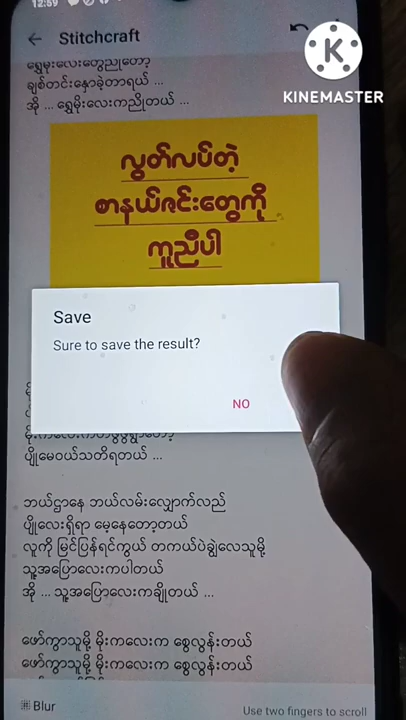 12:59
Stitchcraft
KINEMASTER
ရွှေမိုးလေးတွေညိုတော့
ချစ်တင်းနှောခဲ့တာရယ် ...
အို ... ရွှေမိုးလေးကညိုတယ် ...
လွတ်လပ်တဲ့
စာနယ်ဇင်းတွေကို
ကူညီပါ
Save
Sure to save the result?
NO
ပျိုမေဝယ်သတိရတယ် ...
ဘယ်ဌာနေ ဘယ်လမ်းလျှောက်လည်
ပျိုလေးရှိရာ မေ့နေတော့တယ်
လူကို မြင်ပြန်ရင်ကွယ် တကယ်ပဲချွဲလေသူမို့
သူ့အပြောလေးကပါတယ်
အို ... သူ့အပြောလေးကချိုတယ် ...
ဖော်ကွာသူမို့ မိုးကလေးက စွေလွန်းတယ်
ဖော်ကွာသူမို့ မိုးကလေးက စွေလွန်းတယ်
Blur
Use two fingers to scroll